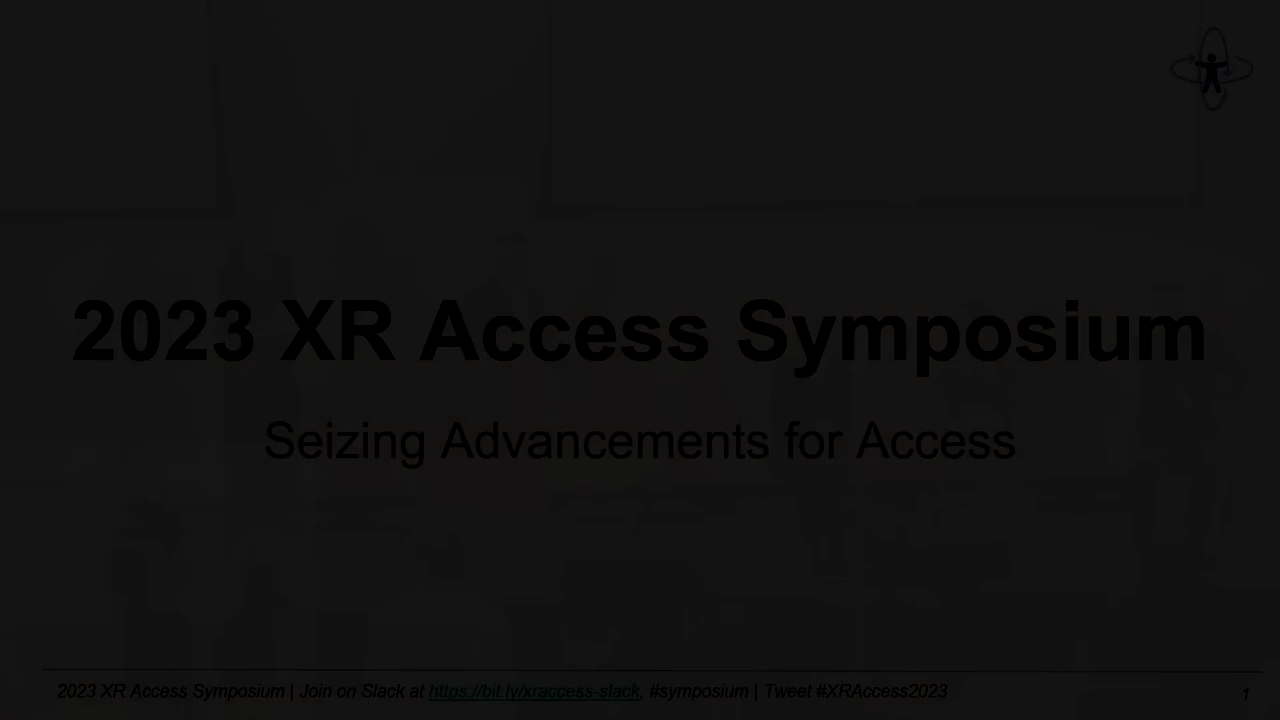 2023 XR Access Symposium
Seizing Advancements for Access
2023 XR Access Symposium | Join on Slack at https://bit.ly/xraccess-slack, #symposium | Tweet #XRAccess2023
1